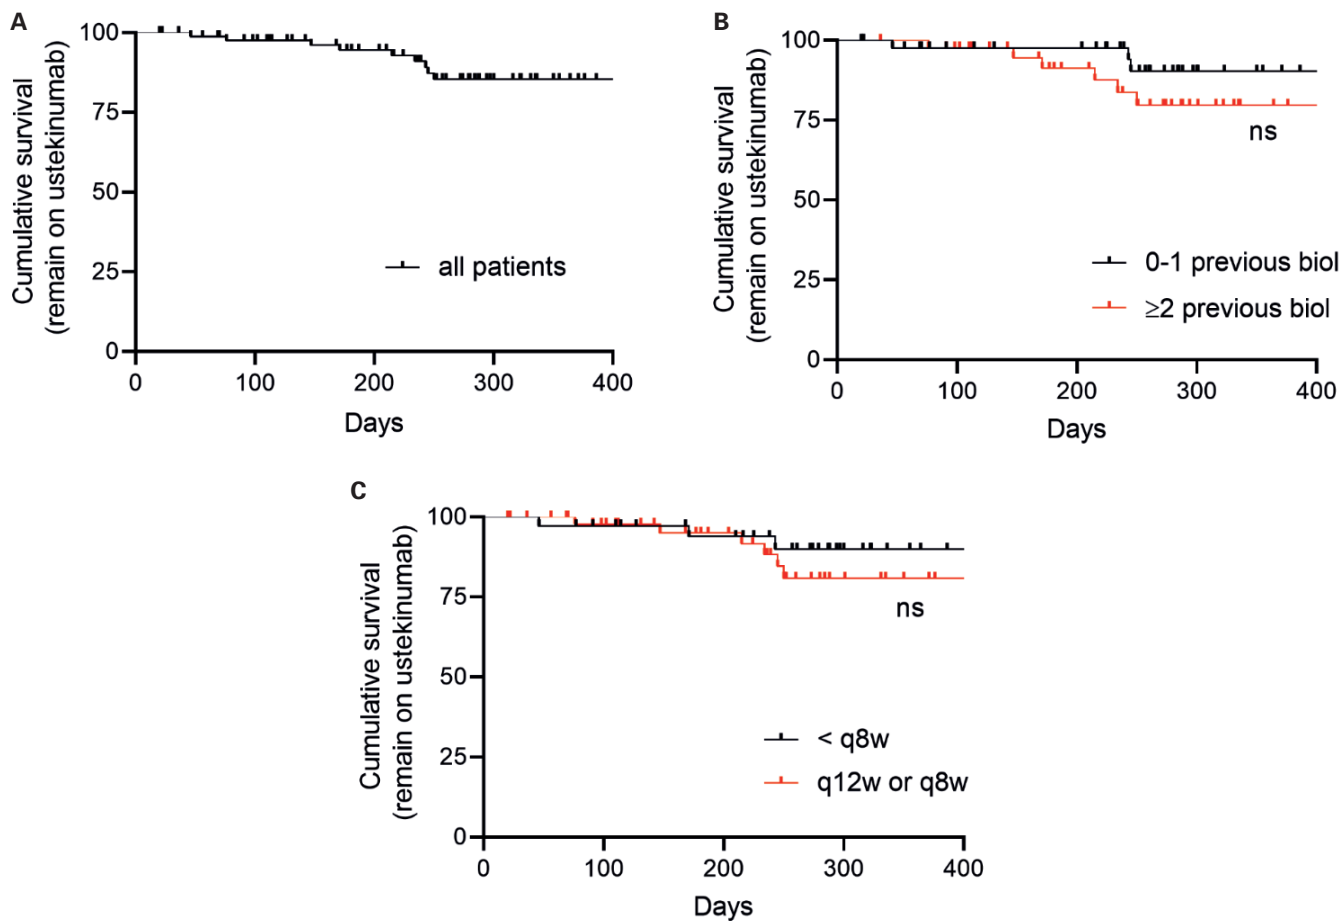 A
Cumulative survival
(remain on ustekinumab)
100
75
50
25
0
all patients
0 100 200 300 400
Days
B
Cumulative survival
(remain on ustekinumab)
100
75
50
25
0
ns
0-1 previous biol
≥2 previous biol
0 100 200 300 400
Days
C
Cumulative survival
(remain on ustekinumab)
100
75
50
25
0
ns
< q8w
q12w or q8w
0 100 200 300 400
Days